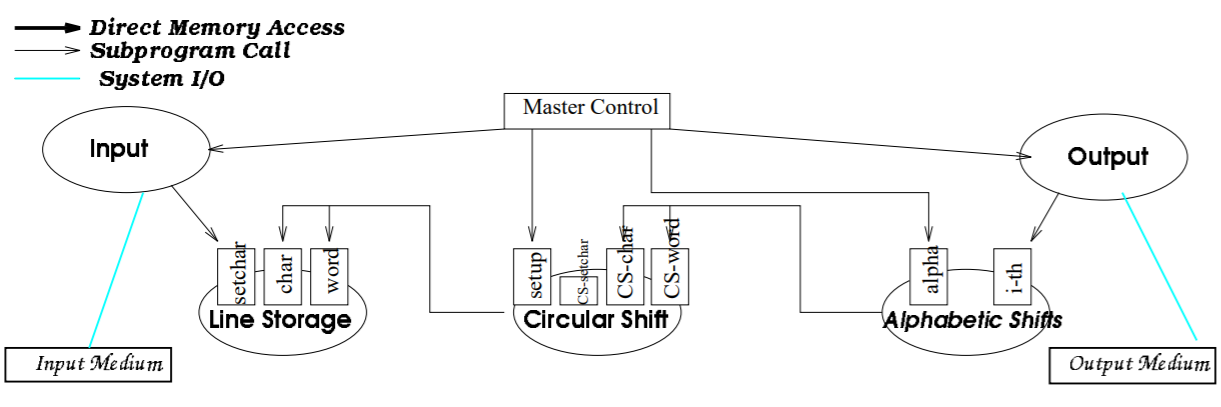 Direct Memory Access
Subprogram Call
System I/O
Master Control
Input
Output
setchar
char
word
setup
CS-setchar
CS-char
CS-word
alpha
i-th
Line Storage
Circular Shift
Alphabetic Shifts
Input Medium
Output Medium